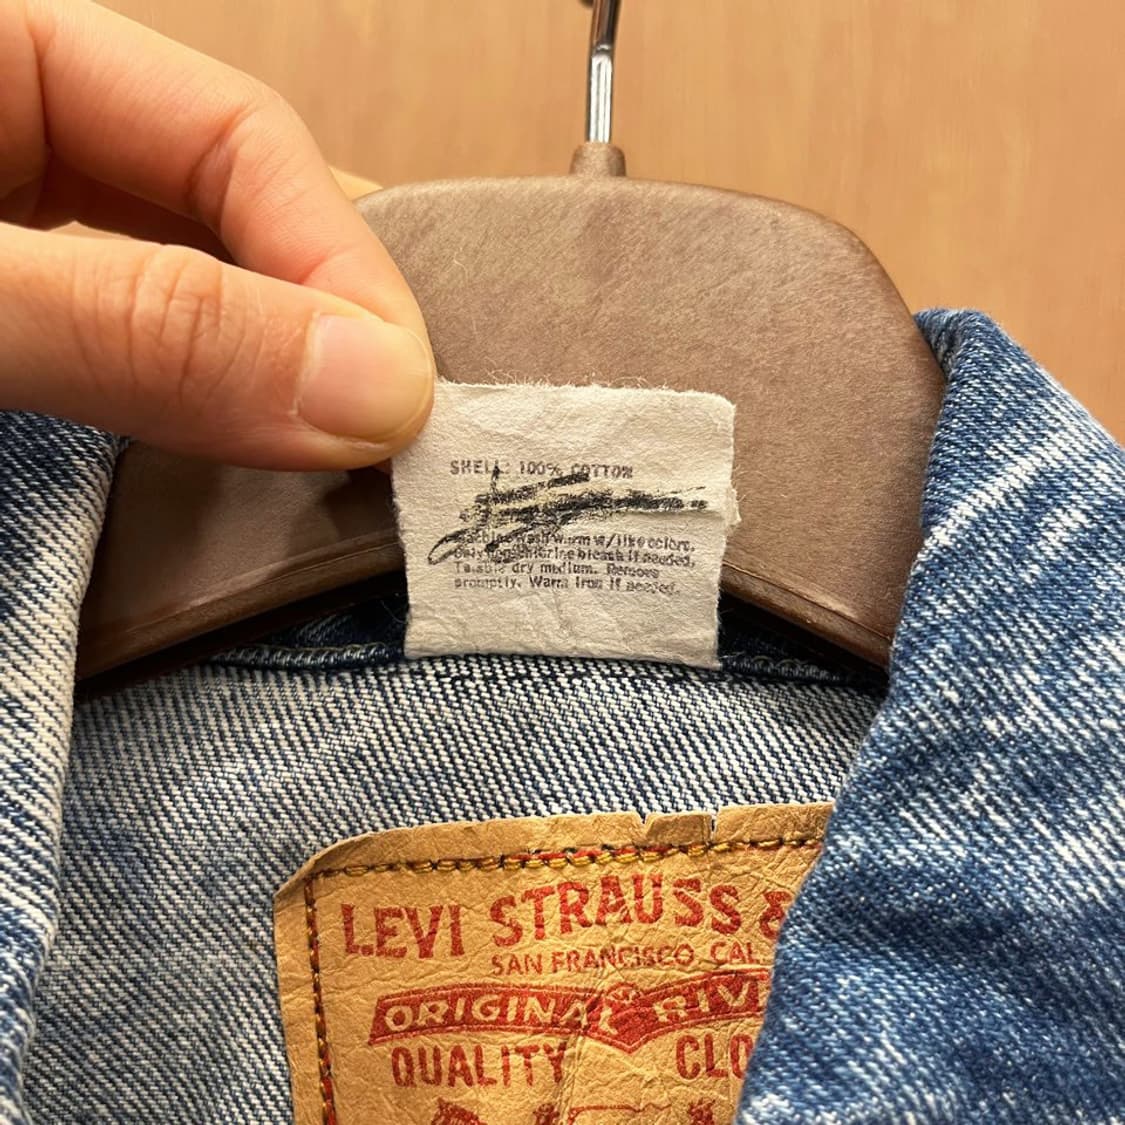 SHELL: 100% COTTON
machine wash warm w/like colors.
Only non-chlorine bleach if needed.
Tumble dry medium. Remove
promptly. Warm iron if needed.
LEVI STRAUSS &
SAN FRANCISCO CAL
ORIGINAL RIV
QUALITY CLO